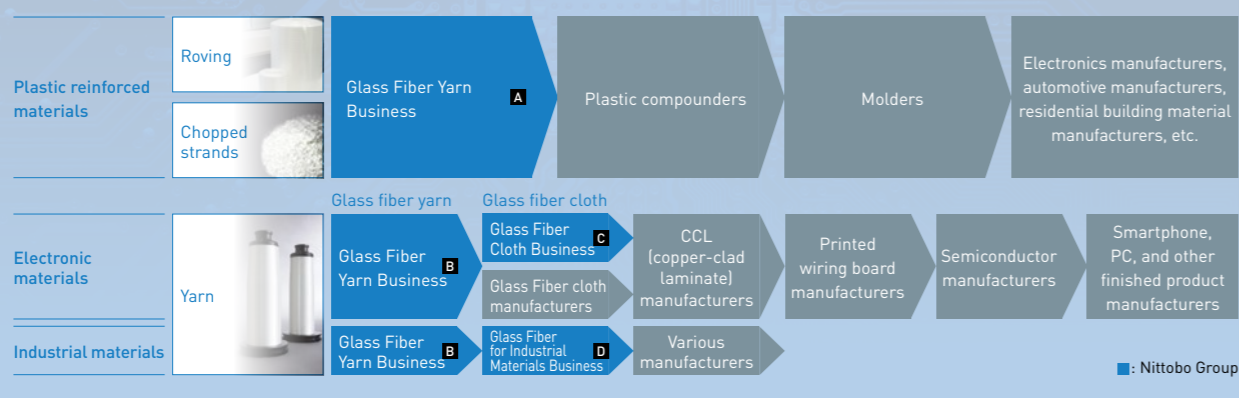 Plastic reinforced
materials
Roving
Chopped
strands
Glass Fiber Yarn
Business
A
Plastic compounders
Molders
Electronics manufacturers,
automotive manufacturers,
residential building material
manufacturers, etc.
Glass fiber yarn
Glass fiber cloth
Electronic
materials
Yarn
Glass Fiber
Yarn Business
B
Glass Fiber
Cloth Business
C
Glass Fiber cloth
manufacturers
CCL
(copper-clad
laminate)
manufacturers
Printed
wiring board
manufacturers
Semiconductor
manufacturers
Smartphone,
PC, and other
finished product
manufacturers
Industrial materials
Glass Fiber
Yarn Business
B
Glass Fiber
for Industrial
Materials Business
D
Various
manufacturers
: Nittobo Group